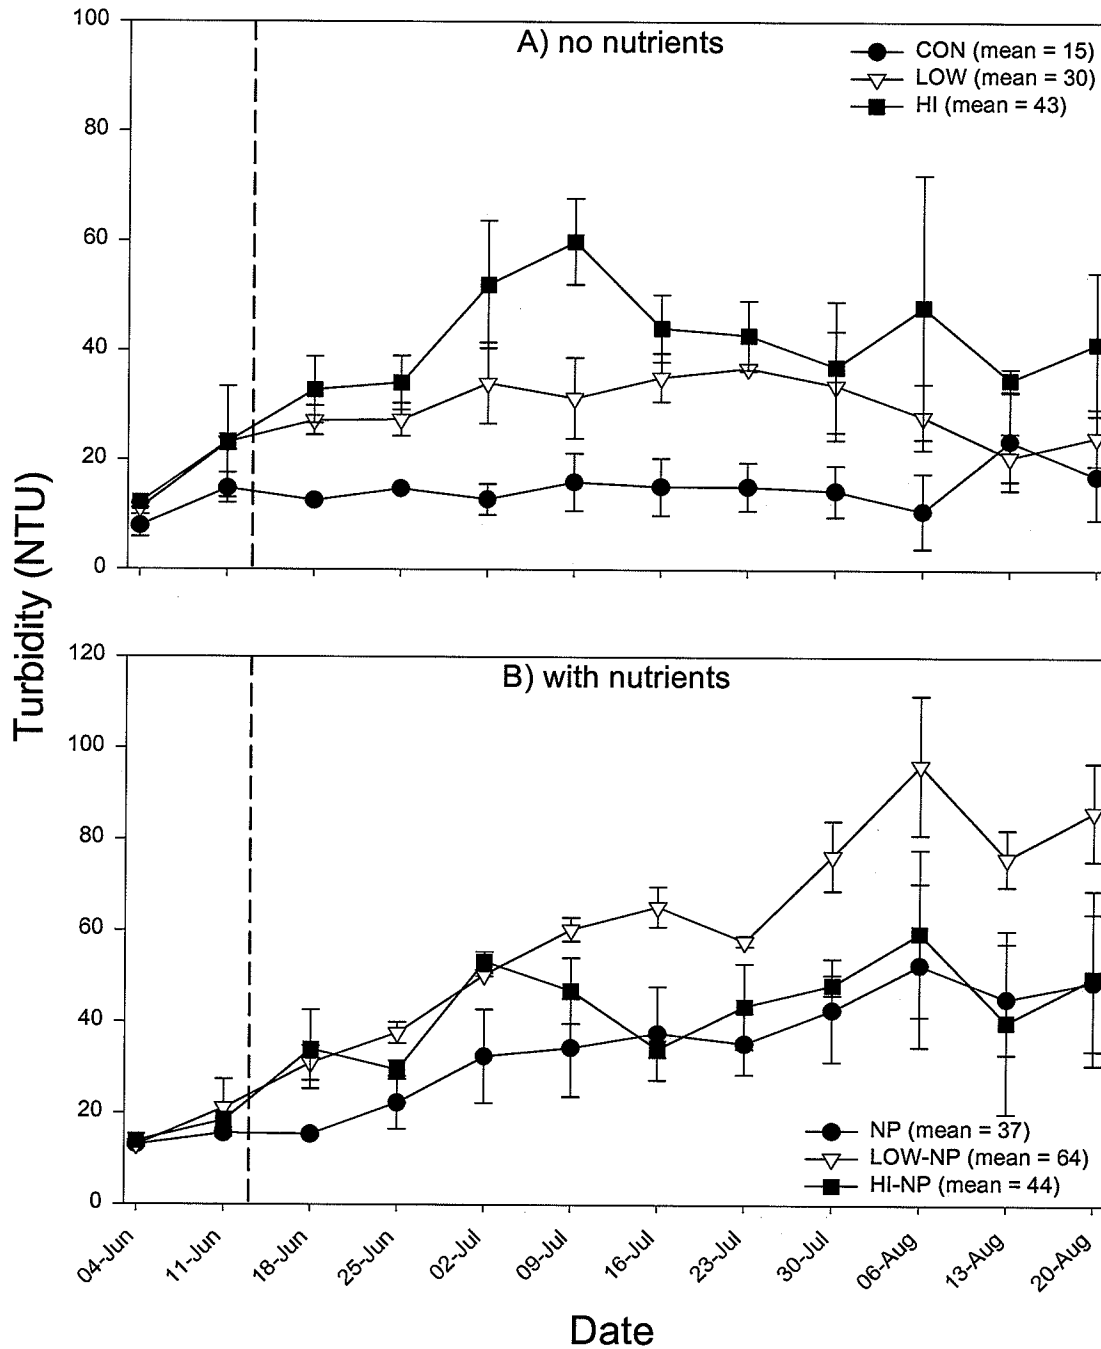 100
A) no nutrients
CON (mean = 15)
LOW (mean = 30)
HI (mean = 43)
80
60
40
20
0
Turbidity (NTU)
120
B) with nutrients
100
80
60
40
20
0
NP (mean = 37)
LOW-NP (mean = 64)
HI-NP (mean = 44)
04-Jun
11-Jun
18-Jun
25-Jun
02-Jul
09-Jul
16-Jul
23-Jul
30-Jul
06-Aug
13-Aug
20-Aug
Date